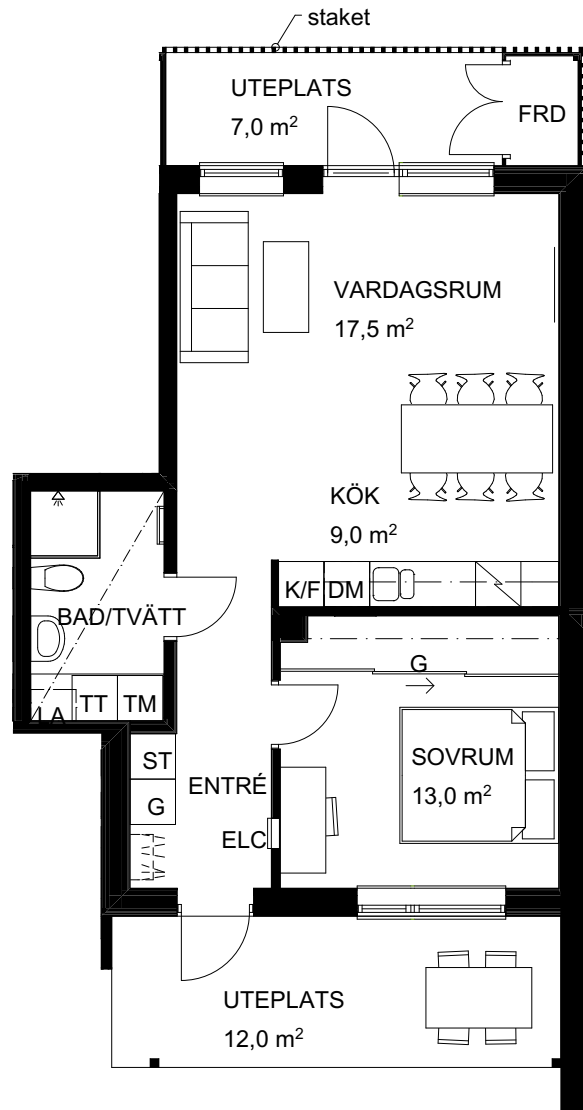 staket
UTEPLATS
7,0 m²
FRD
VARDAGSRUM
17,5 m²
KÖK
9,0 m²
K/F DM
BAD/TVÄTT
G
LA TT TM
ST
SOVRUM
13,0 m²
ENTRÉ
G
ELC
UTEPLATS
12,0 m²